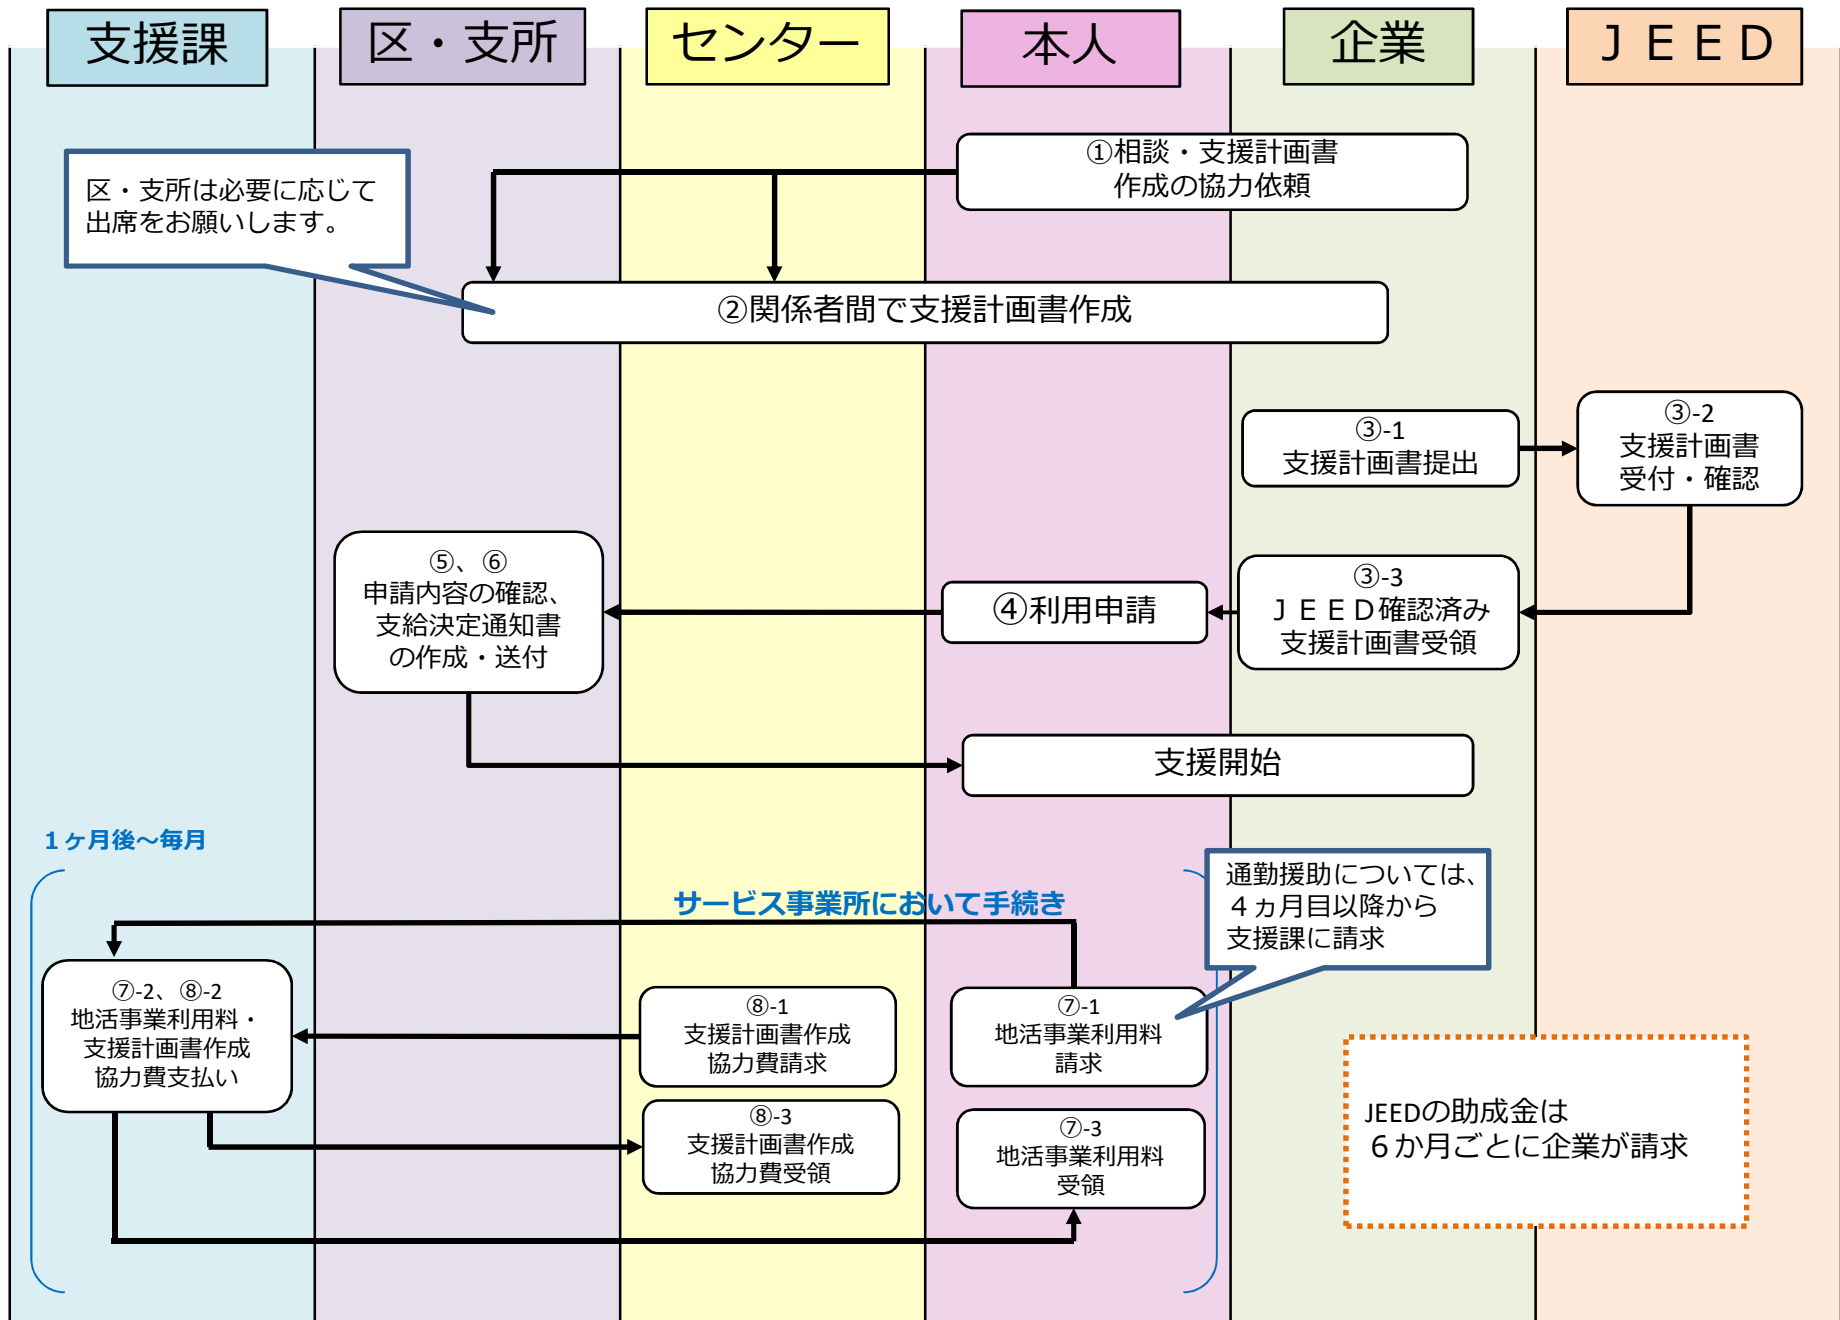 支援課
区・支所
センター
本人
企業
ＪＥＥＤ
①相談・支援計画書
作成の協力依頼
区・支所は必要に応じて
出席をお願いします。
②関係者間で支援計画書作成
③-1
支援計画書提出
③-2
支援計画書
受付・確認
⑤、⑥
申請内容の確認、
支給決定通知書
の作成・送付
④利用申請
③-3
ＪＥＥＤ確認済み
支援計画書受領
支援開始
１ヶ月後～毎月
サービス事業所において手続き
通勤援助については、
４ヵ月目以降から
支援課に請求
⑦-2、⑧-2
地活事業利用料・
支援計画書作成
協力費支払い
⑧-1
支援計画書作成
協力費請求
⑦-1
地活事業利用料
請求
⑧-3
支援計画書作成
協力費受領
⑦-3
地活事業利用料
受領
JEEDの助成金は
６か月ごとに企業が請求